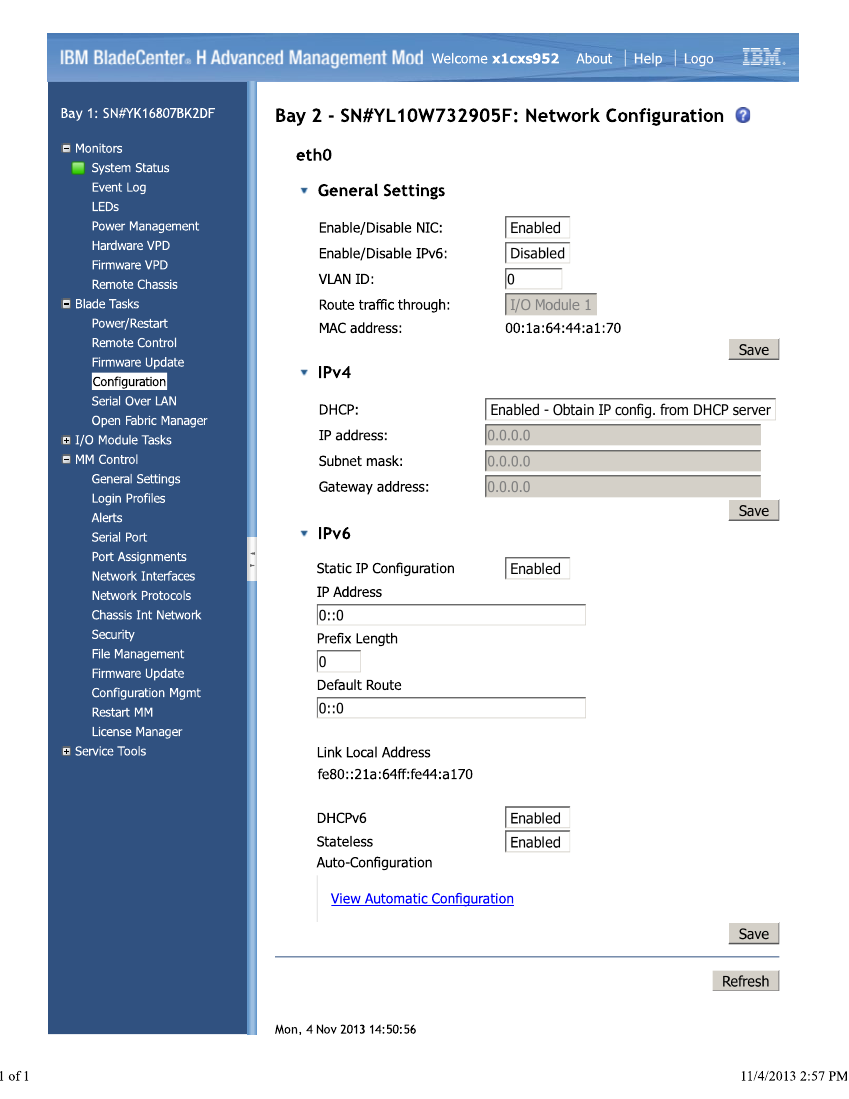 IBM BladeCenter® H Advanced Management Mod Welcome x1cxs952 About | Help | Logo IBM®
Bay 1: SN#YK16807BK2DF
Monitors
System Status
Event Log
LEDs
Power Management
Hardware VPD
Firmware VPD
Remote Chassis
Blade Tasks
Power/Restart
Remote Control
Firmware Update
Configuration
Serial Over LAN
Open Fabric Manager
I/O Module Tasks
MM Control
General Settings
Login Profiles
Alerts
Serial Port
Port Assignments
Network Interfaces
Network Protocols
Chassis Int Network
Security
File Management
Firmware Update
Configuration Mgmt
Restart MM
License Manager
Service Tools
Bay 2 - SN#YL10W732905F: Network Configuration ?
eth0
General Settings
Enable/Disable NIC: Enabled
Enable/Disable IPv6: Disabled
VLAN ID: 0
Route traffic through: I/O Module 1
MAC address: 00:1a:64:44:a1:70
Save
IPv4
DHCP: Enabled - Obtain IP config. from DHCP server
IP address: 0.0.0.0
Subnet mask: 0.0.0.0
Gateway address: 0.0.0.0
Save
IPv6
Static IP Configuration Enabled
IP Address
0::0
Prefix Length
0
Default Route
0::0
Link Local Address
fe80::21a:64ff:fe44:a170
DHCPv6 Enabled
Stateless Enabled
Auto-Configuration
View Automatic Configuration
Save
Refresh
Mon, 4 Nov 2013 14:50:56
1 of 1 11/4/2013 2:57 PM